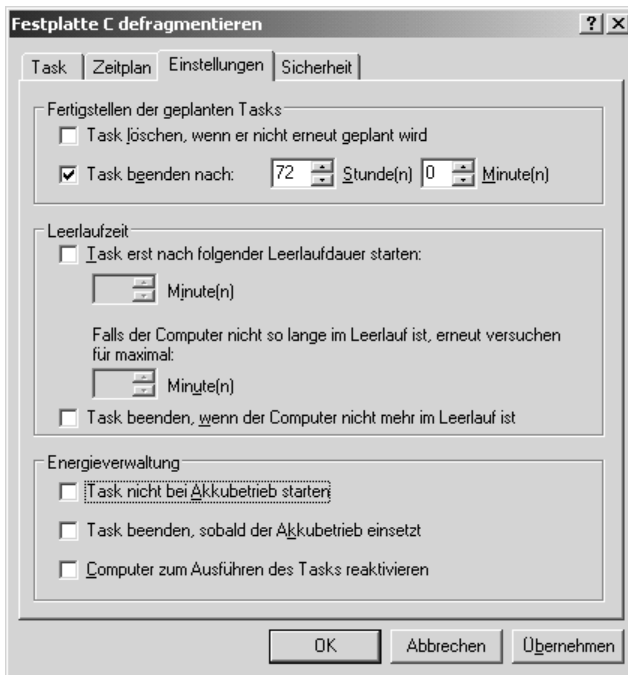 Festplatte C defragmentieren
Task Zeitplan Einstellungen Sicherheit
Fertigstellen der geplanten Tasks
Task löschen, wenn er nicht erneut geplant wird
Task beenden nach: 72 Stunde(n) 0 Minute(n)
Leerlaufzeit
Task erst nach folgender Leerlaufdauer starten:
Minute(n)
Falls der Computer nicht so lange im Leerlauf ist, erneut versuchen
für maximal:
Minute(n)
Task beenden, wenn der Computer nicht mehr im Leerlauf ist
Energieverwaltung
Task nicht bei Akkubetrieb starten
Task beenden, sobald der Akkubetrieb einsetzt
Computer zum Ausführen des Tasks reaktivieren
OK Abbrechen Übernehmen